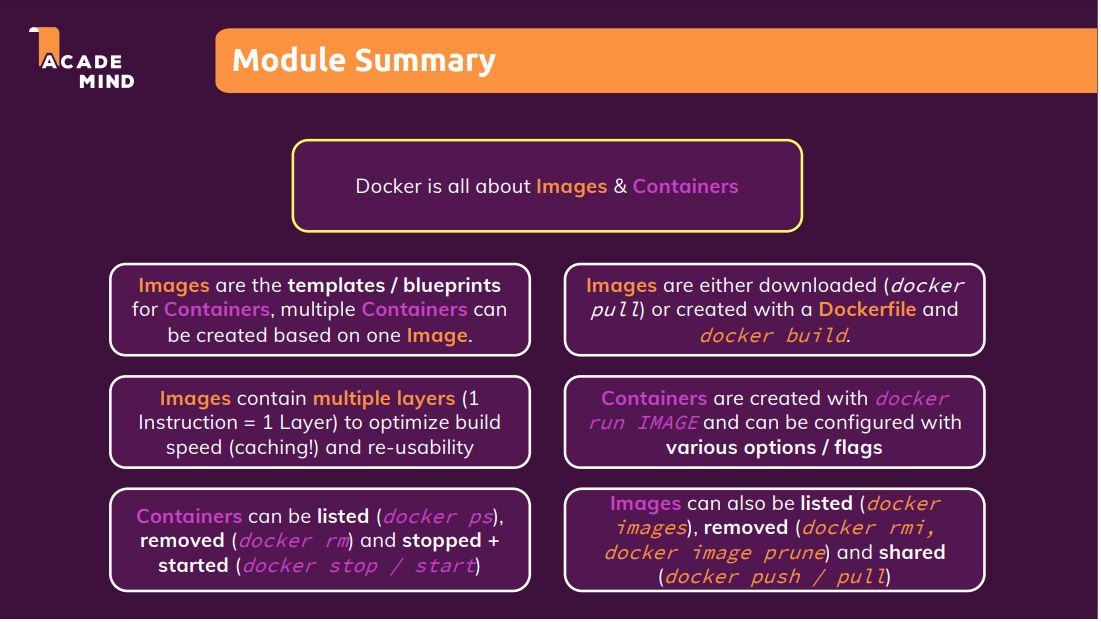 ACADE
MIND
Module Summary
Docker is all about Images & Containers
Images are the templates / blueprints
for Containers, multiple Containers can
be created based on one Image.
Images are either downloaded (docker
pull) or created with a Dockerfile and
docker build.
Images contain multiple layers (1
Instruction = 1 Layer) to optimize build
speed (caching!) and re-usability
Containers are created with docker
run IMAGE and can be configured with
various options / flags
Containers can be listed (docker ps),
removed (docker rm) and stopped +
started (docker stop / start)
Images can also be listed (docker
images), removed (docker rmi,
docker image prune) and shared
(docker push / pull)